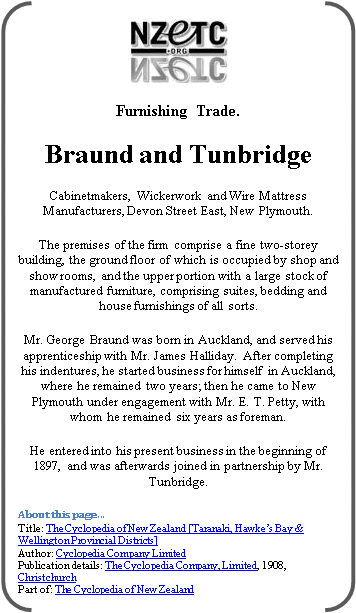 NZETC
.ORG
Furnishing Trade.
Braund and Tunbridge
Cabinetmakers, Wickerwork and Wire Mattress
Manufacturers, Devon Street East, New Plymouth.
The premises of the firm comprise a fine two-storey
building, the ground floor of which is occupied by shop and
show rooms, and the upper portion with a large stock of
manufactured furniture, comprising suites, bedding and
house furnishings of all sorts.
Mr. George Braund was born in Auckland, and served his
apprenticeship with Mr. James Halliday. After completing
his indentures, he started business for himself in Auckland,
where he remained two years; then he came to New
Plymouth under engagement with Mr. E. T. Petty, with
whom he remained six years as foreman.
He entered into his present business in the beginning of
1897, and was afterwards joined in partnership by Mr.
Tunbridge.
About this page...
Title: The Cyclopedia of New Zealand [Taranaki, Hawke's Bay &
Wellington Provincial Districts]
Author: Cyclopedia Company Limited
Publication details: The Cyclopedia Company, Limited, 1908,
Christchurch
Part of: The Cyclopedia of New Zealand